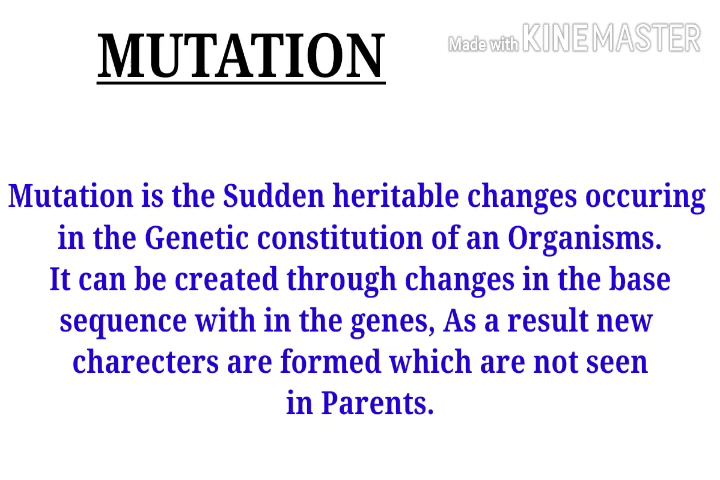 MUTATION
Made with KINEMASTER
Mutation is the Sudden heritable changes occuring
in the Genetic constitution of an Organisms.
It can be created through changes in the base
sequence with in the genes, As a result new
charecters are formed which are not seen
in Parents.